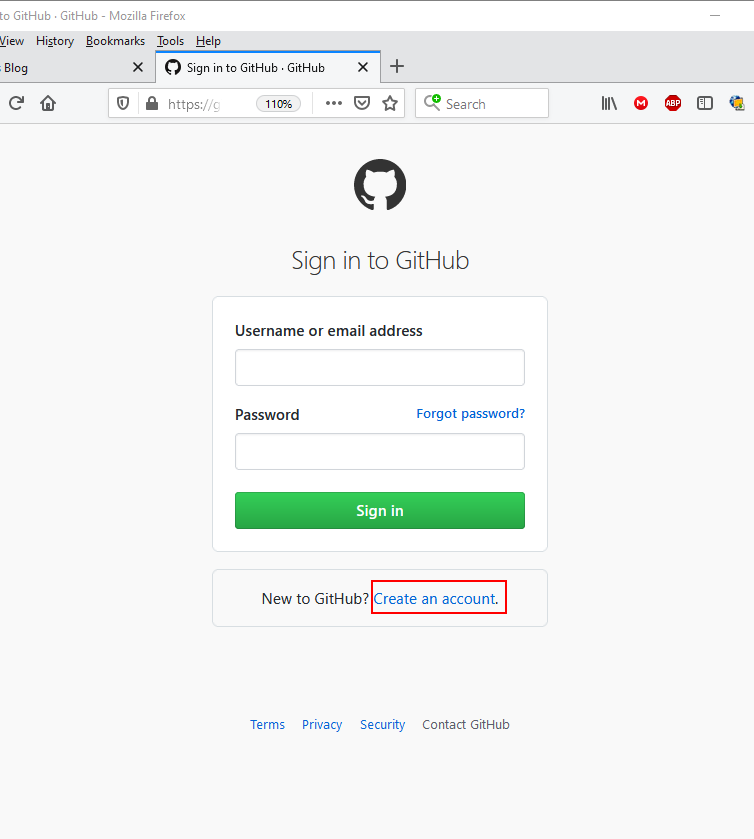 to GitHub · GitHub - Mozilla Firefox
View History Bookmarks Tools Help
Blog
Sign in to GitHub · GitHub
https://g
110%
Search
M
ABP
Sign in to GitHub
Username or email address
Password Forgot password?
Sign in
New to GitHub? Create an account.
Terms Privacy Security Contact GitHub